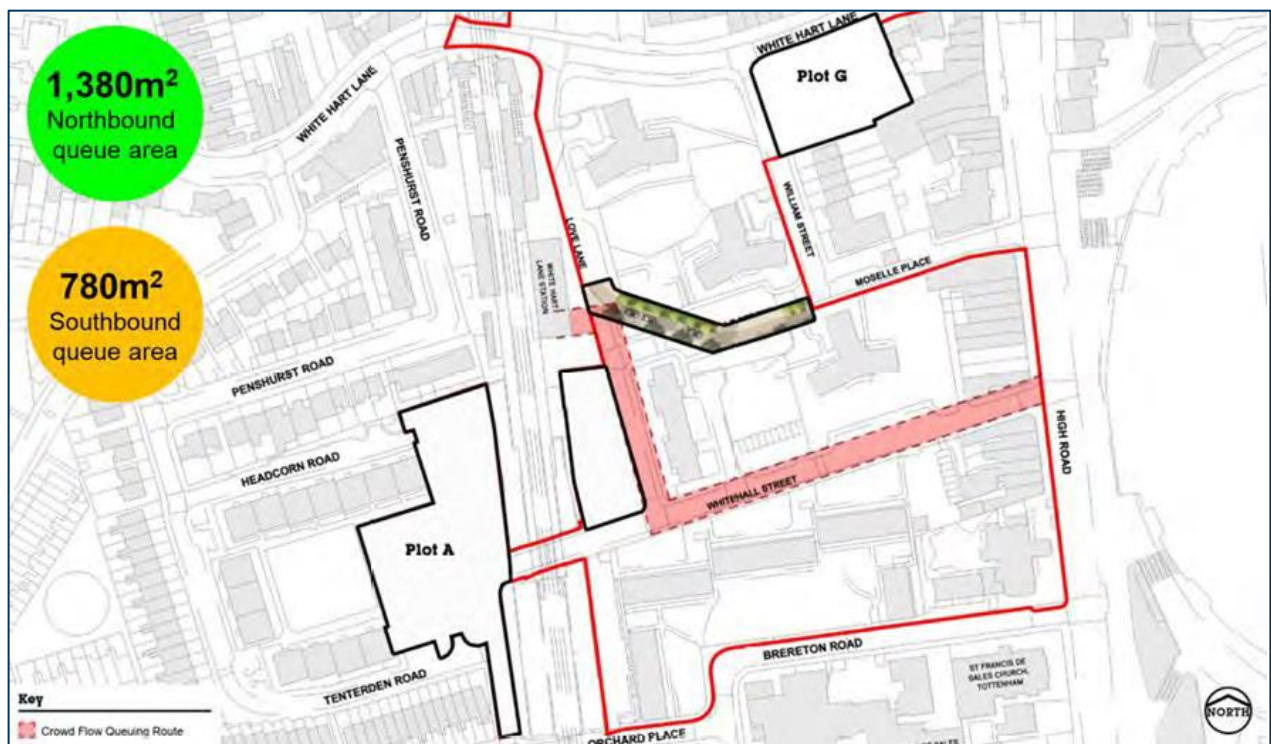 1,380m²
Northbound
queue area
780m²
Southbound
queue area
WHITE HART LANE
WHITE HART LANE
Plot G
PENSHURST ROAD
LOVE LANE
WILLIAM STREET
WHITE HART
LANE STATION
MOSELLE PLACE
PENSHURST ROAD
HEADCORN ROAD
HIGH ROAD
WHITEHALL STREET
Plot A
BRERETON ROAD
TENTERDEN ROAD
ST FRANCIS DE
SALES CHURCH,
TOTTENHAM
ORCHARD PLACE
Key
Crowd Flow Queuing Route
NORTH